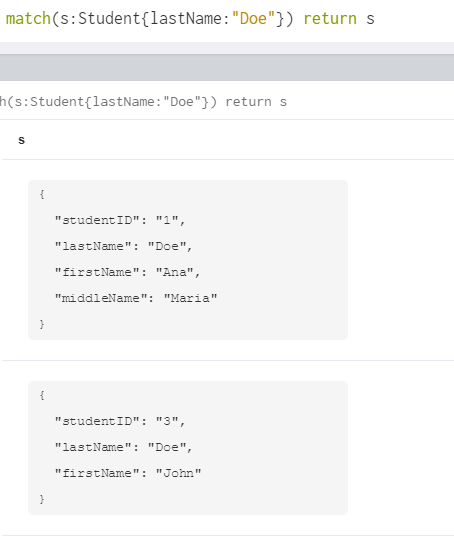 match(s:Student{lastName:"Doe"}) return s
h(s:Student{lastName:"Doe"}) return s
s
{
"studentID": "1",
"lastName": "Doe",
"firstName": "Ana",
"middleName": "Maria"
}
{
"studentID": "3",
"lastName": "Doe",
"firstName": "John"
}